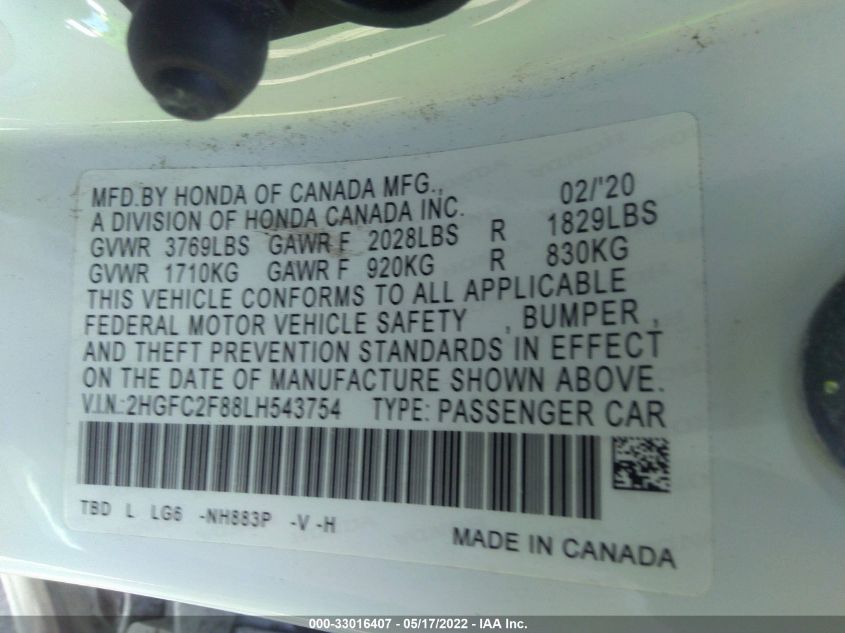 MFD.BY HONDA OF CANADA MFG., 02/'20
A DIVISION OF HONDA CANADA INC.
GVWR 3769LBS GAWR F 2028LBS R 1829LBS
GVWR 1710KG GAWR F 920KG R 830KG
THIS VEHICLE CONFORMS TO ALL APPLICABLE
FEDERAL MOTOR VEHICLE SAFETY , BUMPER ,
AND THEFT PREVENTION STANDARDS IN EFFECT
ON THE DATE OF MANUFACTURE SHOWN ABOVE.
V.I.N.:2HGFC2F88LH543754 TYPE: PASSENGER CAR
TBD L LG6 -NH883P -V -H
MADE IN CANADA
000-33016407 - 05/17/2022 - IAA Inc.